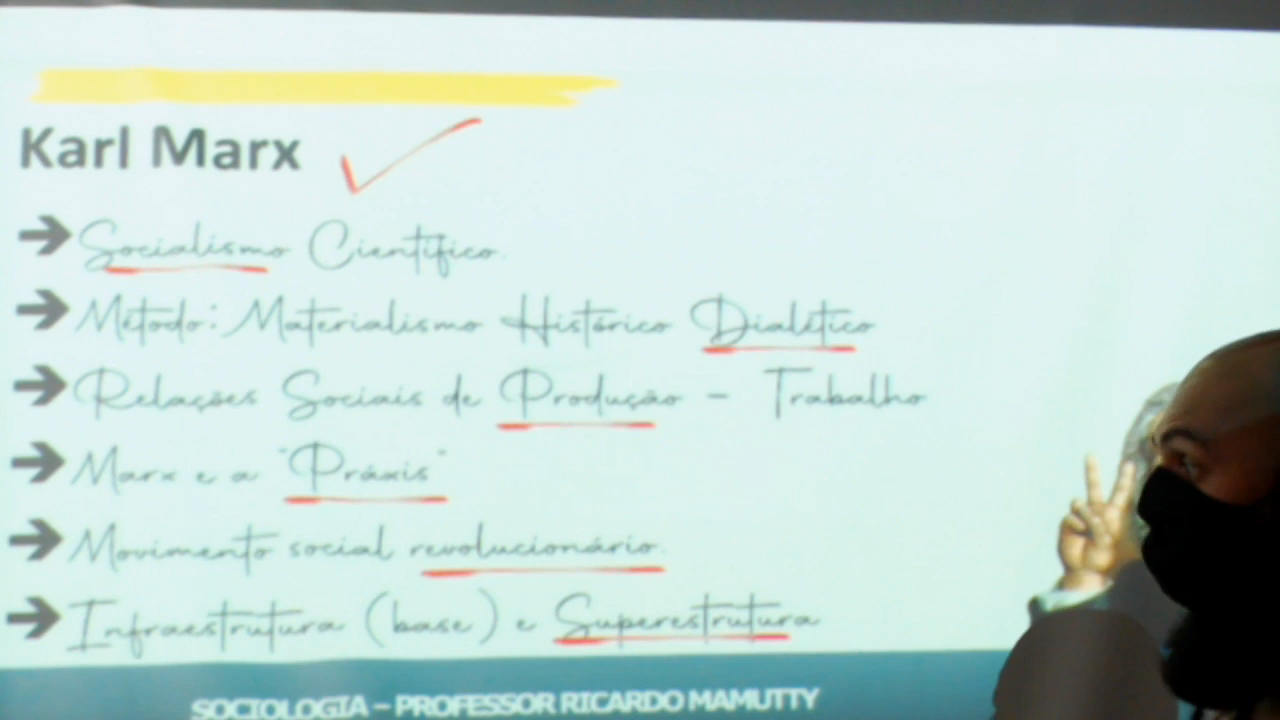 Karl Marx
Socialismo Científico.
Método: Materialismo Histórico Dialético
Relações Sociais de Produção - Trabalho
Marx e a "Práxis"
Movimento social revolucionário.
Infraestrutura (base) e Superestrutura
SOCIOLOGIA - PROFESSOR RICARDO MAMUTTY